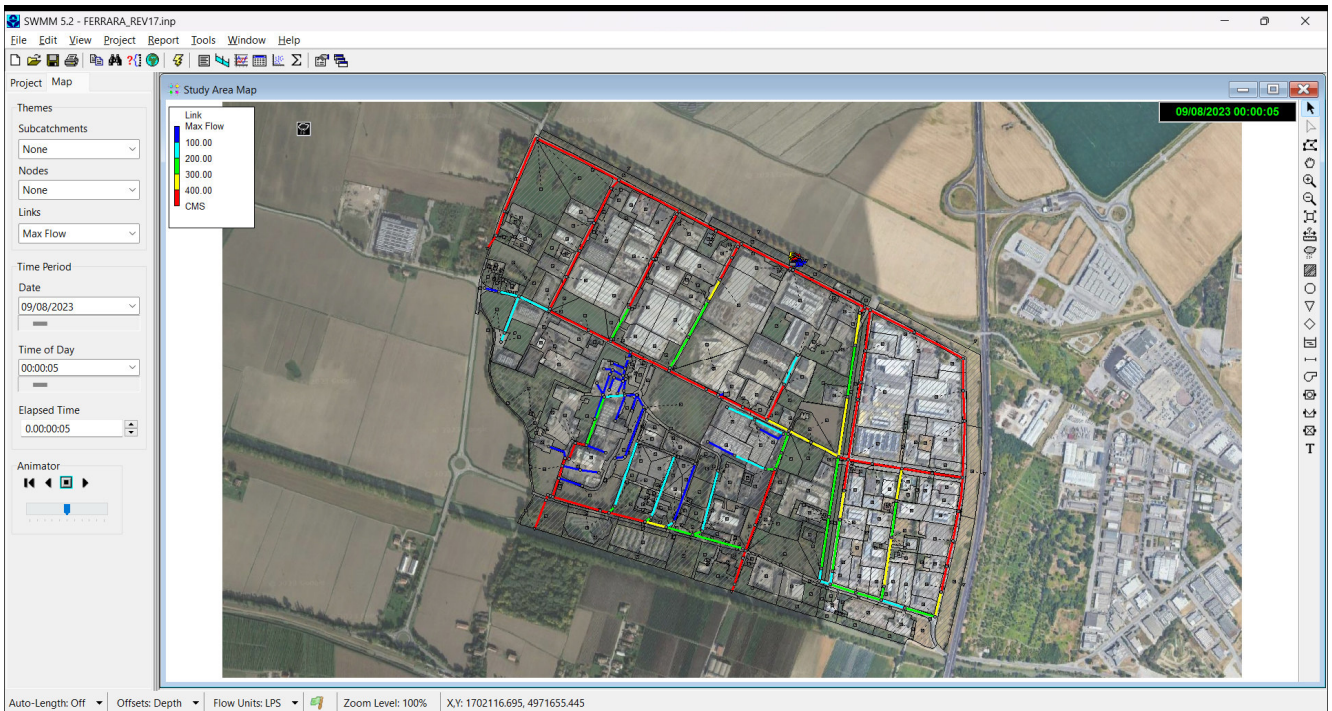 SWMM 5.2 - FERRARA_REV17.inp
File Edit View Project Report Tools Window Help
Project Map
Study Area Map
Themes
Subcatchments
None
Nodes
None
Links
Max Flow
Time Period
Date
09/08/2023
Time of Day
00:00:05
Elapsed Time
0.00:00:05
Animator
Link
Max Flow
100.00
200.00
300.00
400.00
CMS
09/08/2023 00:00:05
T
Auto-Length: Off Offsets: Depth Flow Units: LPS Zoom Level: 100% X,Y: 1702116.695, 4971655.445